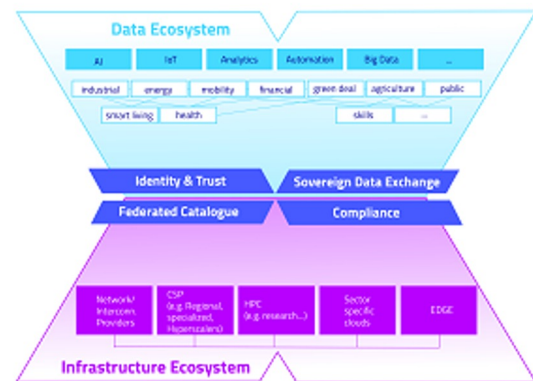 Data Ecosystem
AI IoT Analytics Automation Big Data ...
industrial energy mobility financial green deal agriculture public
smart living health skills ...
Identity & Trust Sovereign Data Exchange
Federated Catalogue Compliance
Network/
Interconn.
Providers
CSP
(e.g. Regional,
specialized,
Hyperscalers)
HPC
(e.g. research...)
Sector
specific
clouds
EDGE
Infrastructure Ecosystem